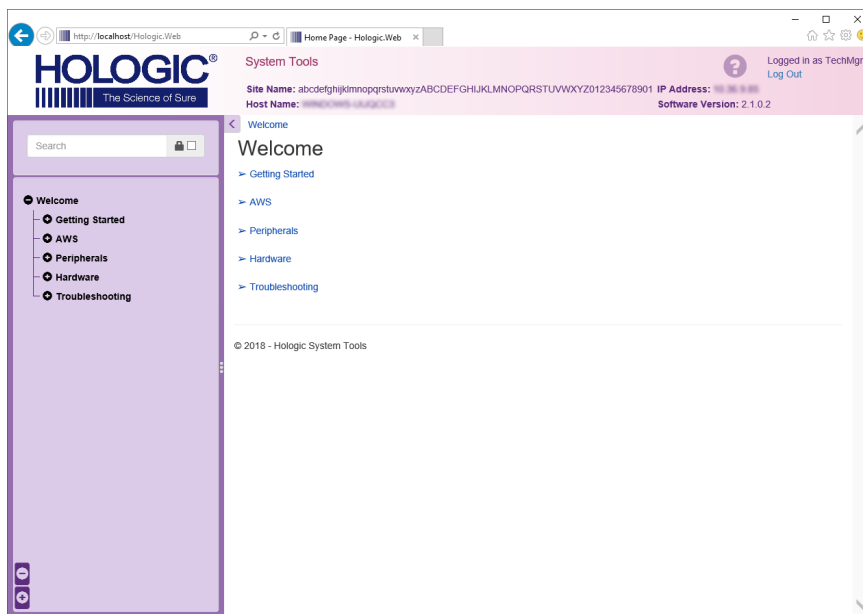 http://localhost/Hologic.Web
Home Page - Hologic.Web
HOLOGIC®
The Science of Sure
System Tools
Logged in as TechMgr
Log Out
Site Name: abcdefghijklmnopqrstuvwxyzABCDEFGHIJKLMNOPQRSTUVWXYZ012345678901 IP Address:
Host Name: Software Version: 2.1.0.2
Search
Welcome
Getting Started
AWS
Peripherals
Hardware
Troubleshooting
Welcome
Welcome
➢ Getting Started
➢ AWS
➢ Peripherals
➢ Hardware
➢ Troubleshooting
© 2018 - Hologic System Tools